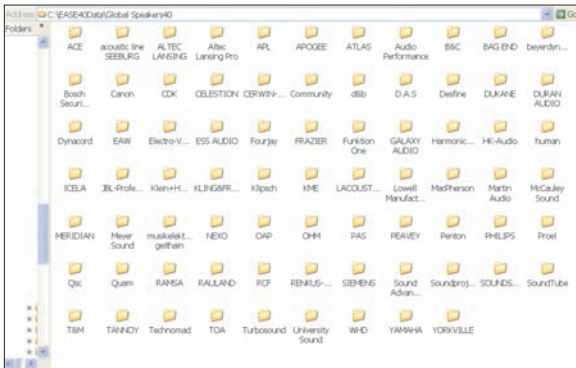 Address C:\EASE40Data\Global Speakers40 Go
Folders ×
ACE acoustic line SEEBURG ALTEC LANSING Altec Lansing Pro APL APOGEE ATLAS Audio Performance B&C BAG END beyerdyn...
Bosch Securi... Canon CDK CELESTION CERWIN-... Community d&b D.A.S Desfine DUKANE DURAN AUDIO
Dynacord EAW Electro-V... ESS AUDIO Fourjay FRAZIER Funktion One GALAXY AUDIO Harmonic... HK-Audio human
ICELA JBL-Profe... Klein+H... KLING&FR... Klipsch KME LACOUST... Lowell Manufact... MacPherson Martin Audio McCauley Sound
MERIDIAN Meyer Sound musikelekt... geithain NEXO OAP OHM PAS PEAVEY Penton PHILIPS Proel
Qsc Quam RAMSA RAULAND RCF RENKUS-... SIEMENS Sound Advan... Soundproj... SOUNDS... SoundTube
T&M TANNOY Technomad TOA Turbosound University Sound WHD YAMAHA YORKVILLE